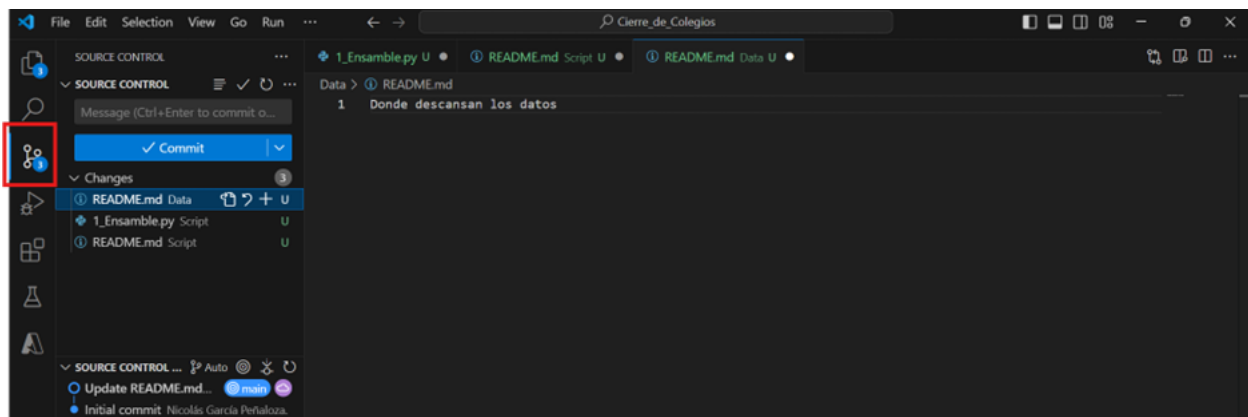 File Edit Selection View Go Run ···
Cierre_de_Colegios
SOURCE CONTROL ···
1_Ensamble.py U
README.md Script U
README.md Data U
SOURCE CONTROL ···
Data > README.md
Message (Ctrl+Enter to commit o...
1 Donde descansan los datos
Commit
Changes 3
README.md Data U
1_Ensamble.py Script U
README.md Script U
3
3
SOURCE CONTROL ... Auto
Update README.md... main
Initial commit Nicolás García Peñaloza.